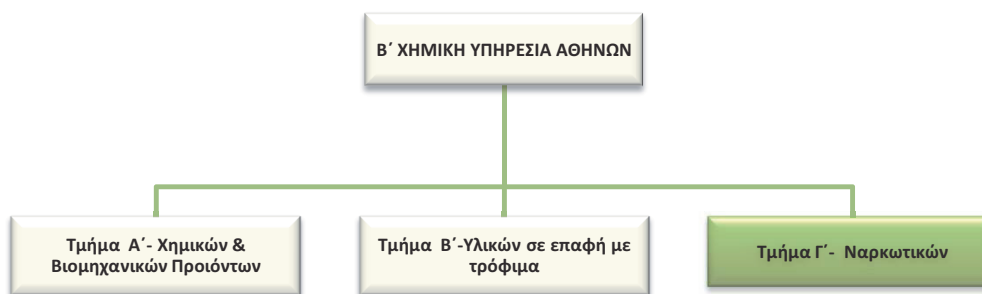 Β΄ ΧΗΜΙΚΗ ΥΠΗΡΕΣΙΑ ΑΘΗΝΩΝ
Τμήμα Α΄- Χημικών &
Βιομηχανικών Προιόντων
Τμήμα Β΄-Υλικών σε επαφή με
τρόφιμα
Τμήμα Γ΄- Ναρκωτικών